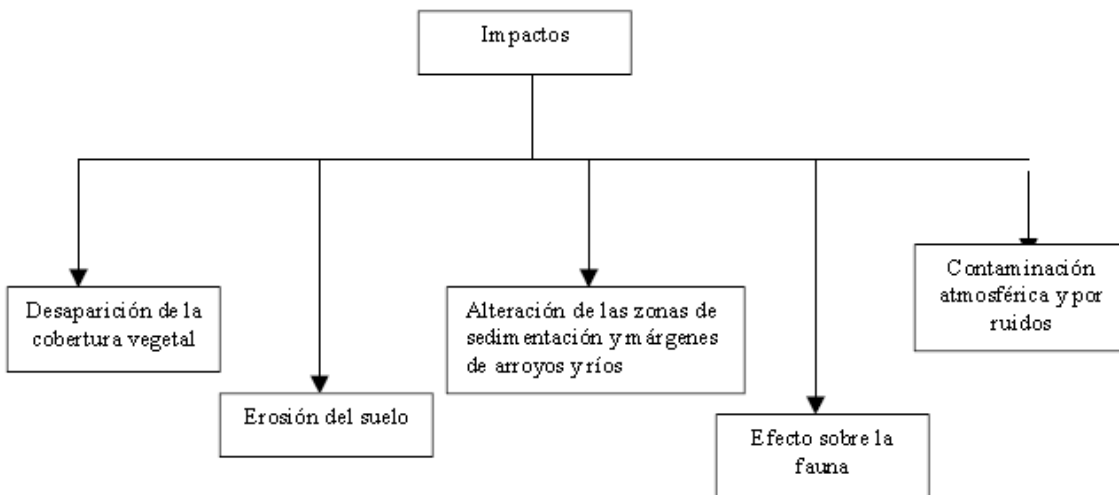 Impactos
Desaparición de la
cobertura vegetal
Erosión del suelo
Alteración de las zonas de
sedimentación y márgenes
de arroyos y ríos
Efecto sobre la
fauna
Contaminación
atmosférica y por
ruidos